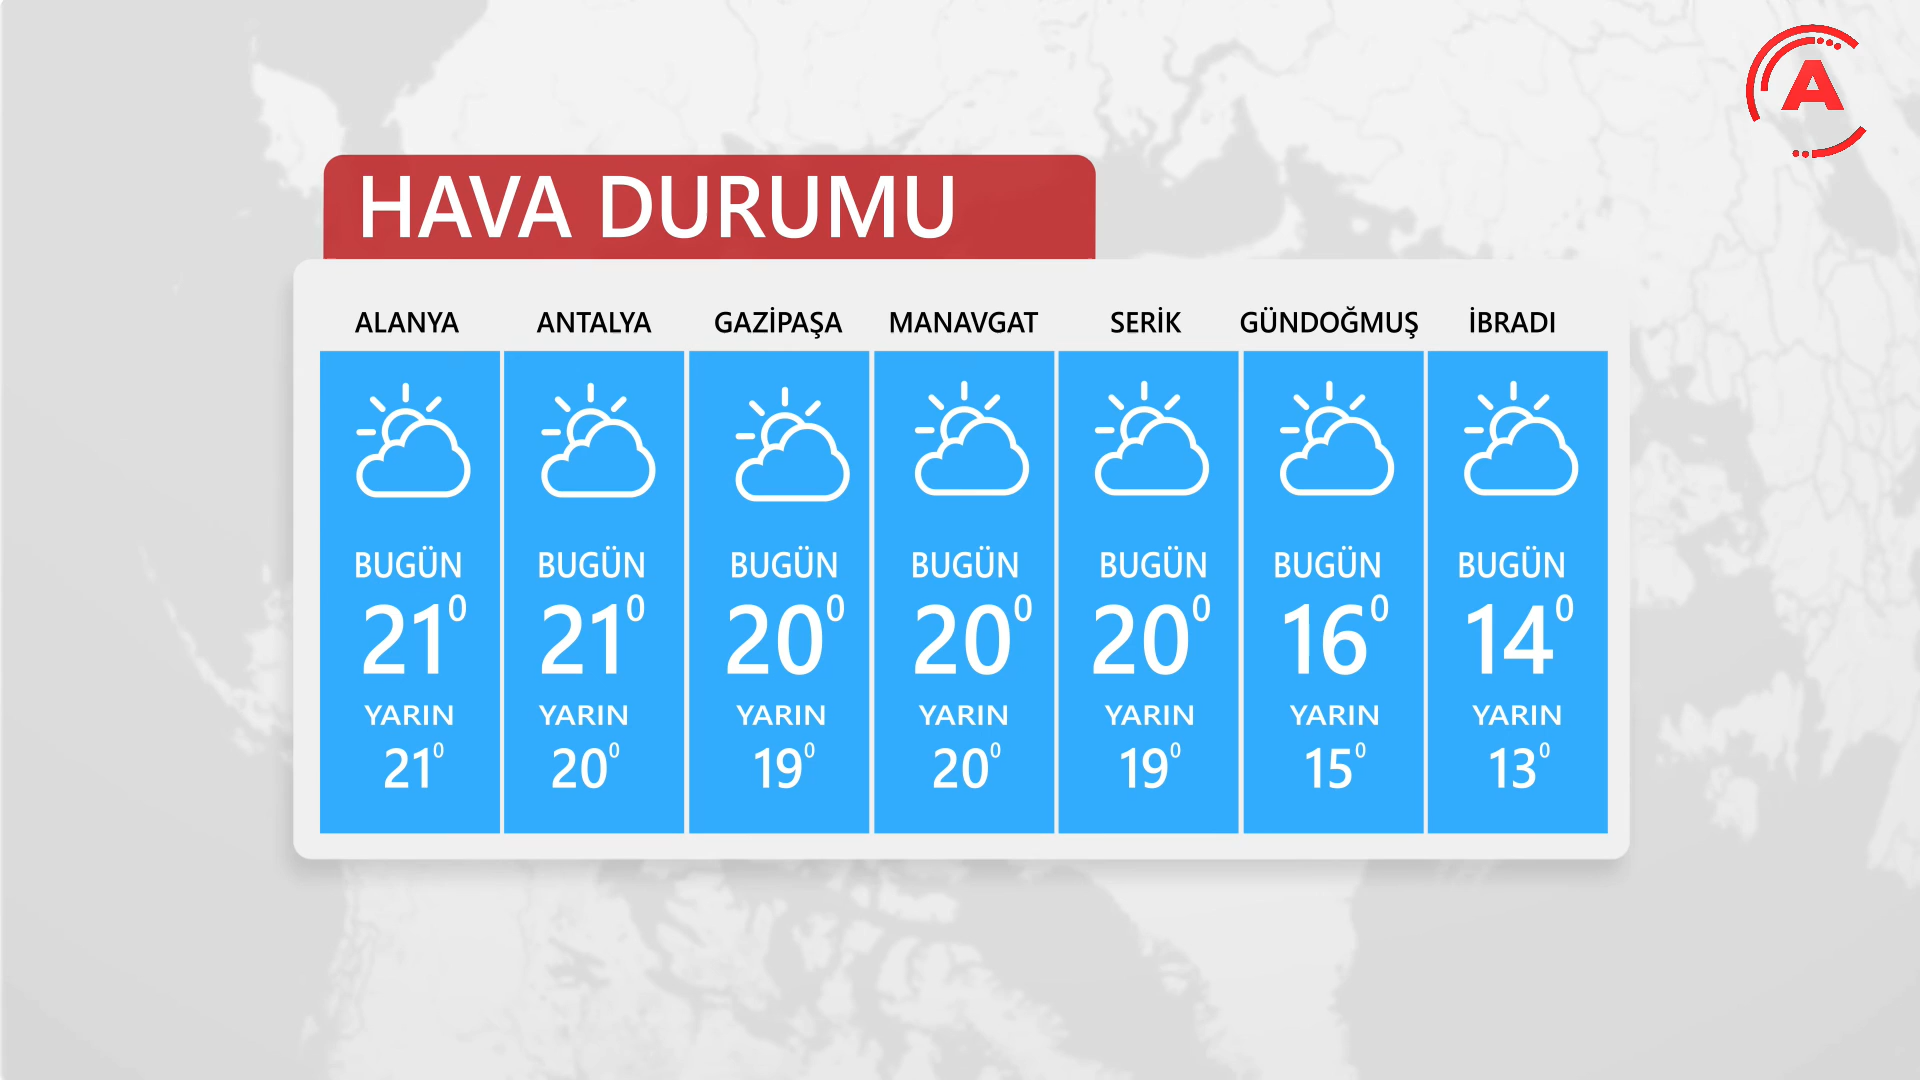 A
HAVA DURUMU
ALANYA ANTALYA GAZİPAŞA MANAVGAT SERİK GÜNDOĞMUŞ İBRADI
BUGÜN BUGÜN BUGÜN BUGÜN BUGÜN BUGÜN BUGÜN
21⁰ 21⁰ 20⁰ 20⁰ 20⁰ 16⁰ 14⁰
YARIN YARIN YARIN YARIN YARIN YARIN YARIN
21⁰ 20⁰ 19⁰ 20⁰ 19⁰ 15⁰ 13⁰